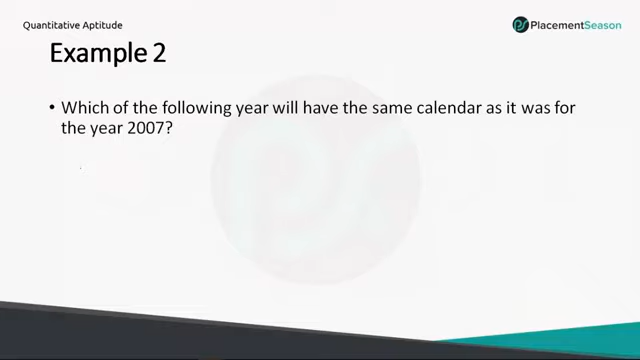 Quantitative Aptitude
PlacementSeason
Example 2
• Which of the following year will have the same calendar as it was for
the year 2007?